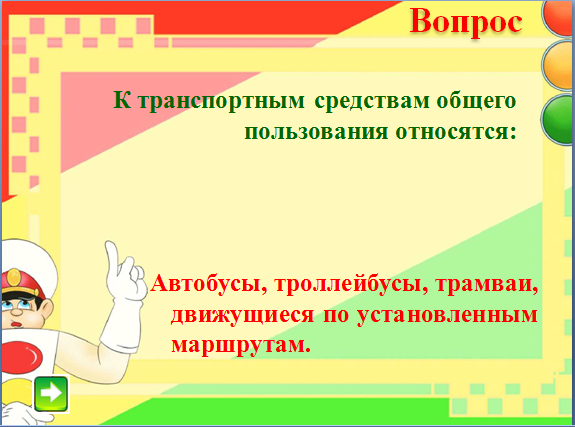 Вопрос
К транспортным средствам общего
пользования относятся:
Автобусы, троллейбусы, трамваи,
движущиеся по установленным
маршрутам.